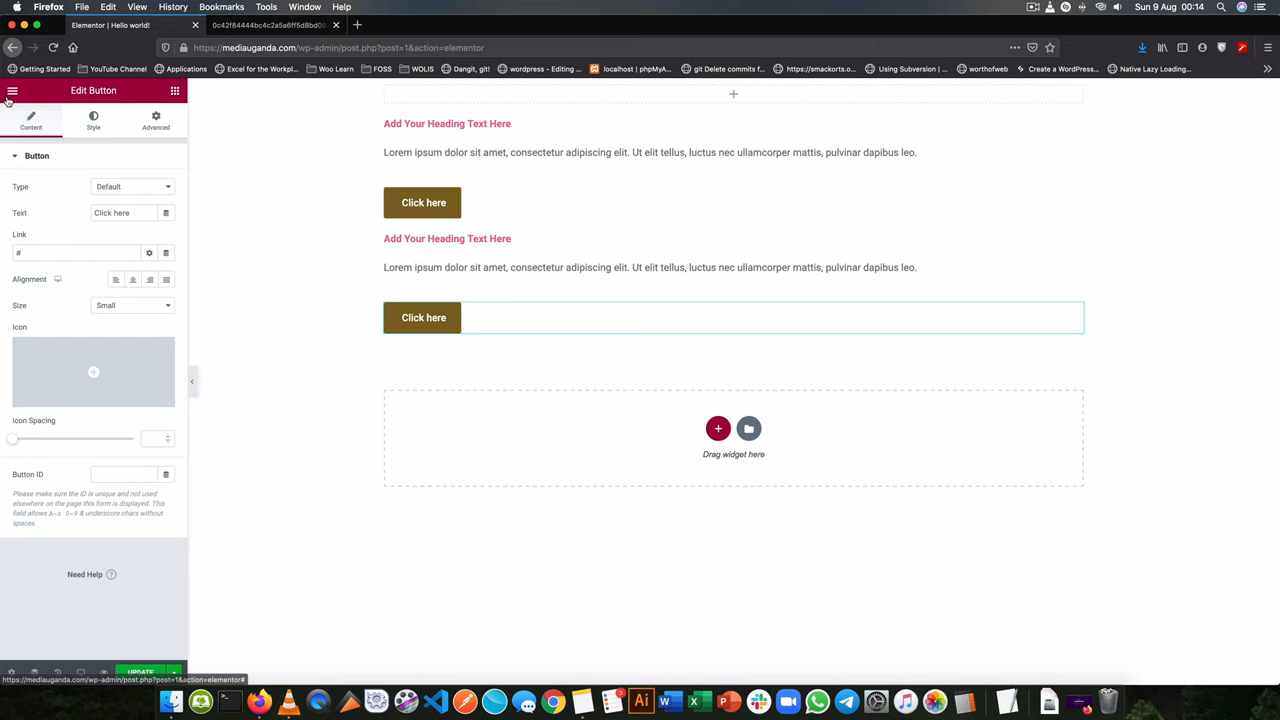 Firefox File Edit View History Bookmarks Tools Window Help
Sun 9 Aug 00:14
Elementor | Hello world!
0c42f84444bc4c2a5a6ff5d8bd09
https://mediauganda.com/wp-admin/post.php?post=1&action=elementor
Getting Started YouTube Channel Applications Excel for the Workpl... Woo Learn FOSS WOLIS Dangit, git! wordpress - Editing ... localhost | phpMyA... git Delete commits f... https://smackorts.co... Using Subversion | ... worthofweb Create a WordPress... Native Lazy Loading...
Edit Button
Content Style Advanced
Button
Type Default
Text Click here
Link
#
Alignment
Size Small
Icon
Icon Spacing
Button ID
Please make sure the ID is unique and not used
elsewhere on the page this form is displayed. This
field allows A-z 0-9 & underscore chars without
spaces.
Need Help ?
UPDATE
https://mediauganda.com/wp-admin/post.php?post=1&action=elementor#
Add Your Heading Text Here
Lorem ipsum dolor sit amet, consectetur adipiscing elit. Ut elit tellus, luctus nec ullamcorper mattis, pulvinar dapibus leo.
Click here
Add Your Heading Text Here
Lorem ipsum dolor sit amet, consectetur adipiscing elit. Ut elit tellus, luctus nec ullamcorper mattis, pulvinar dapibus leo.
Click here
Drag widget here
Ai
3